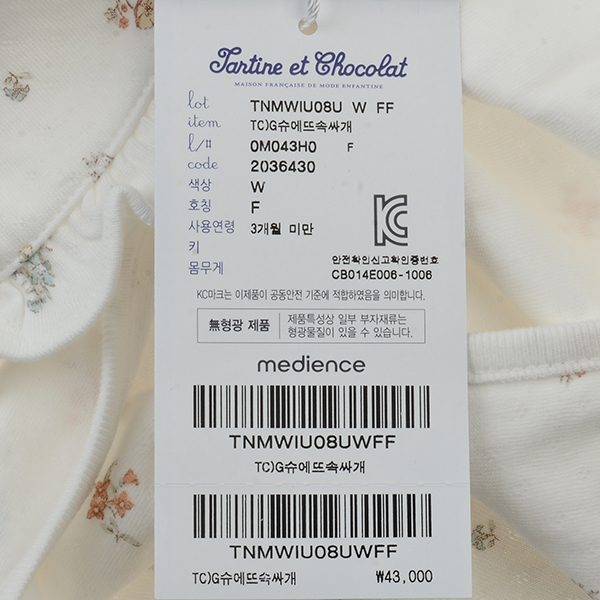 Tartine et Chocolat
MAISON FRANÇAISE DE MODE ENFANTINE
lot TNMWIU08U W FF
item TC)G슈에뜨속싸개
l/# 0M043H0 F
code 2036430
색상 W
호칭 F
사용연령 3개월 미만
키
몸무게
안전확인신고확인증번호
CB014E006-1006
KC마크는 이제품이 공동안전 기준에 적합하였음을 의미합니다.
無형광 제품
제품특성상 일부 부자재류는
형광물질이 있을 수 있습니다.
medience
TNMWIU08UWFF
TC)G슈에뜨속싸개
TNMWIU08UWFF
TC)G슈에뜨속싸개 ₩43,000